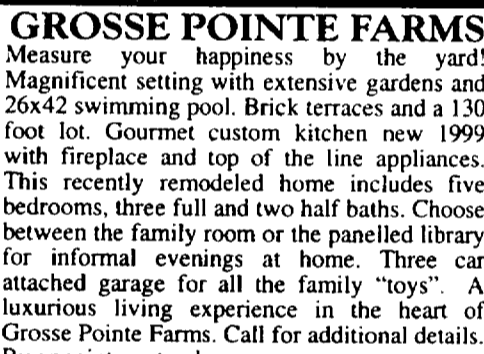 GROSSE POINTE FARMS
Measure your happiness by the yard!
Magnificent setting with extensive gardens and
26x42 swimming pool. Brick terraces and a 130
foot lot. Gourmet custom kitchen new 1999
with fireplace and top of the line appliances.
This recently remodeled home includes five
bedrooms, three full and two half baths. Choose
between the family room or the panelled library
for informal evenings at home. Three car
attached garage for all the family "toys". A
luxurious living experience in the heart of
Grosse Pointe Farms. Call for additional details.